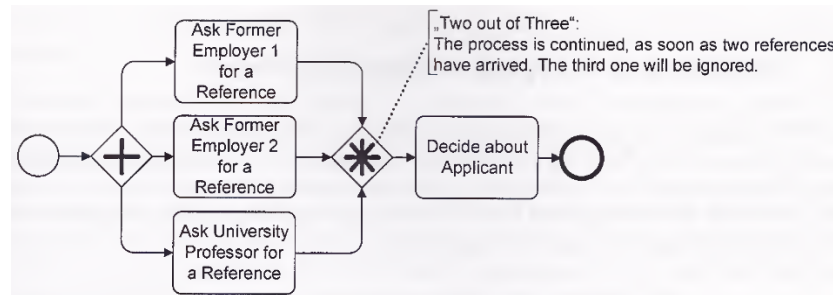 Ask Former
Employer 1
for a
Reference
„Two out of Three“:
The process is continued, as soon as two references
have arrived. The third one will be ignored.
Ask Former
Employer 2
for a
Reference
Decide about
Applicant
Ask University
Professor for
a Reference